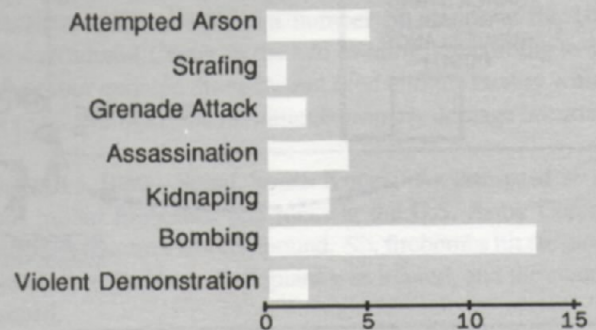 Attempted Arson
Strafing
Grenade Attack
Assassination
Kidnaping
Bombing
Violent Demonstration
0 5 10 15